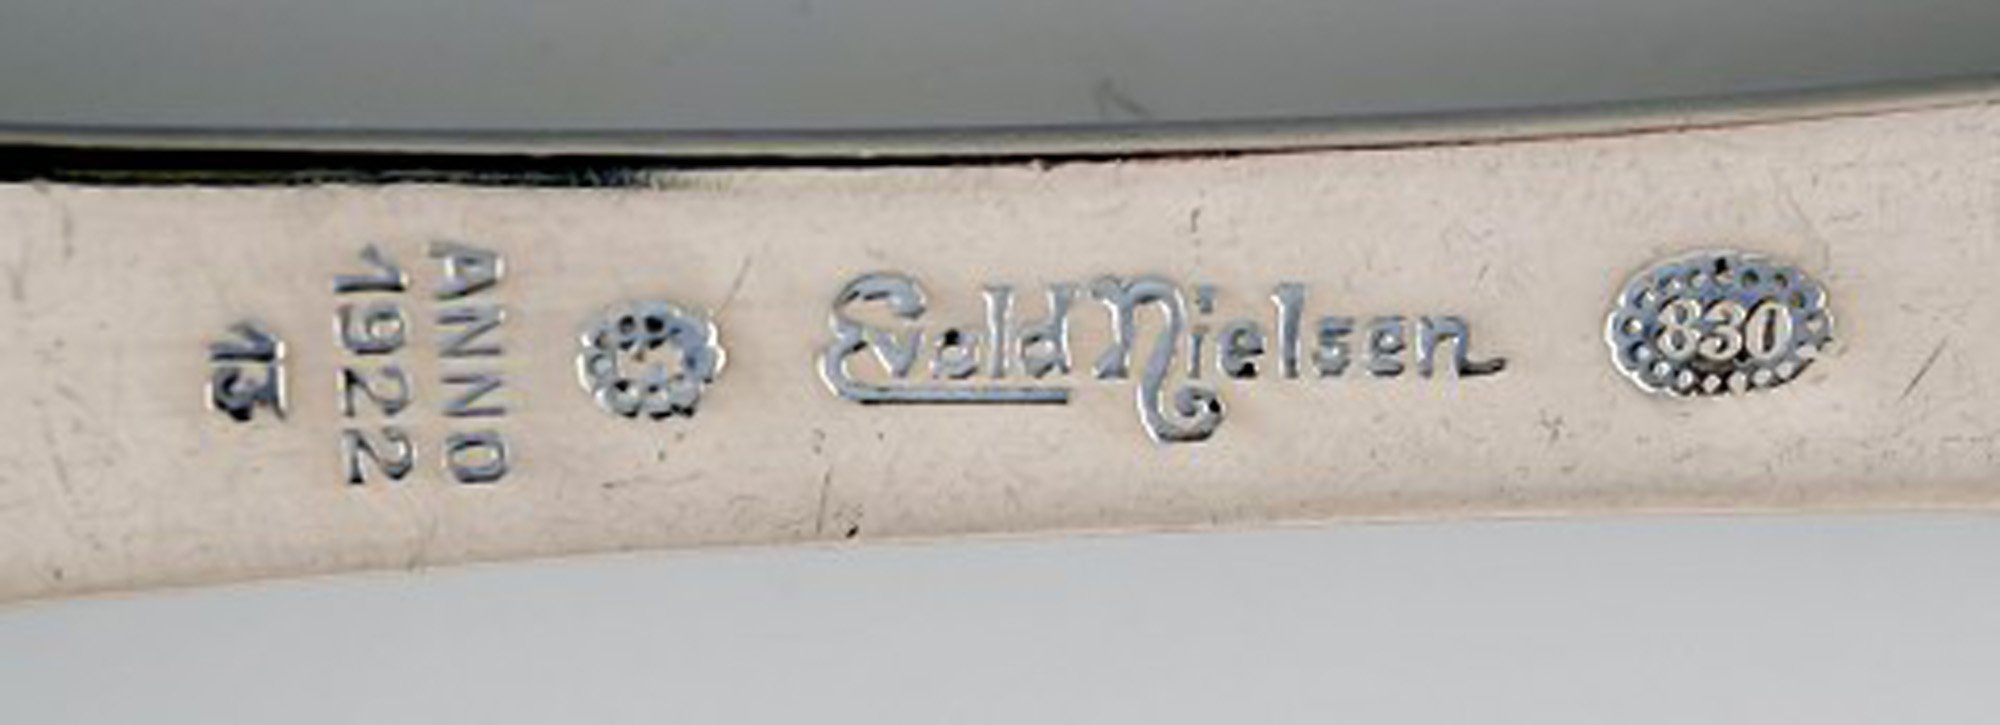 13
ANNO
1922
Evald Nielsen
830